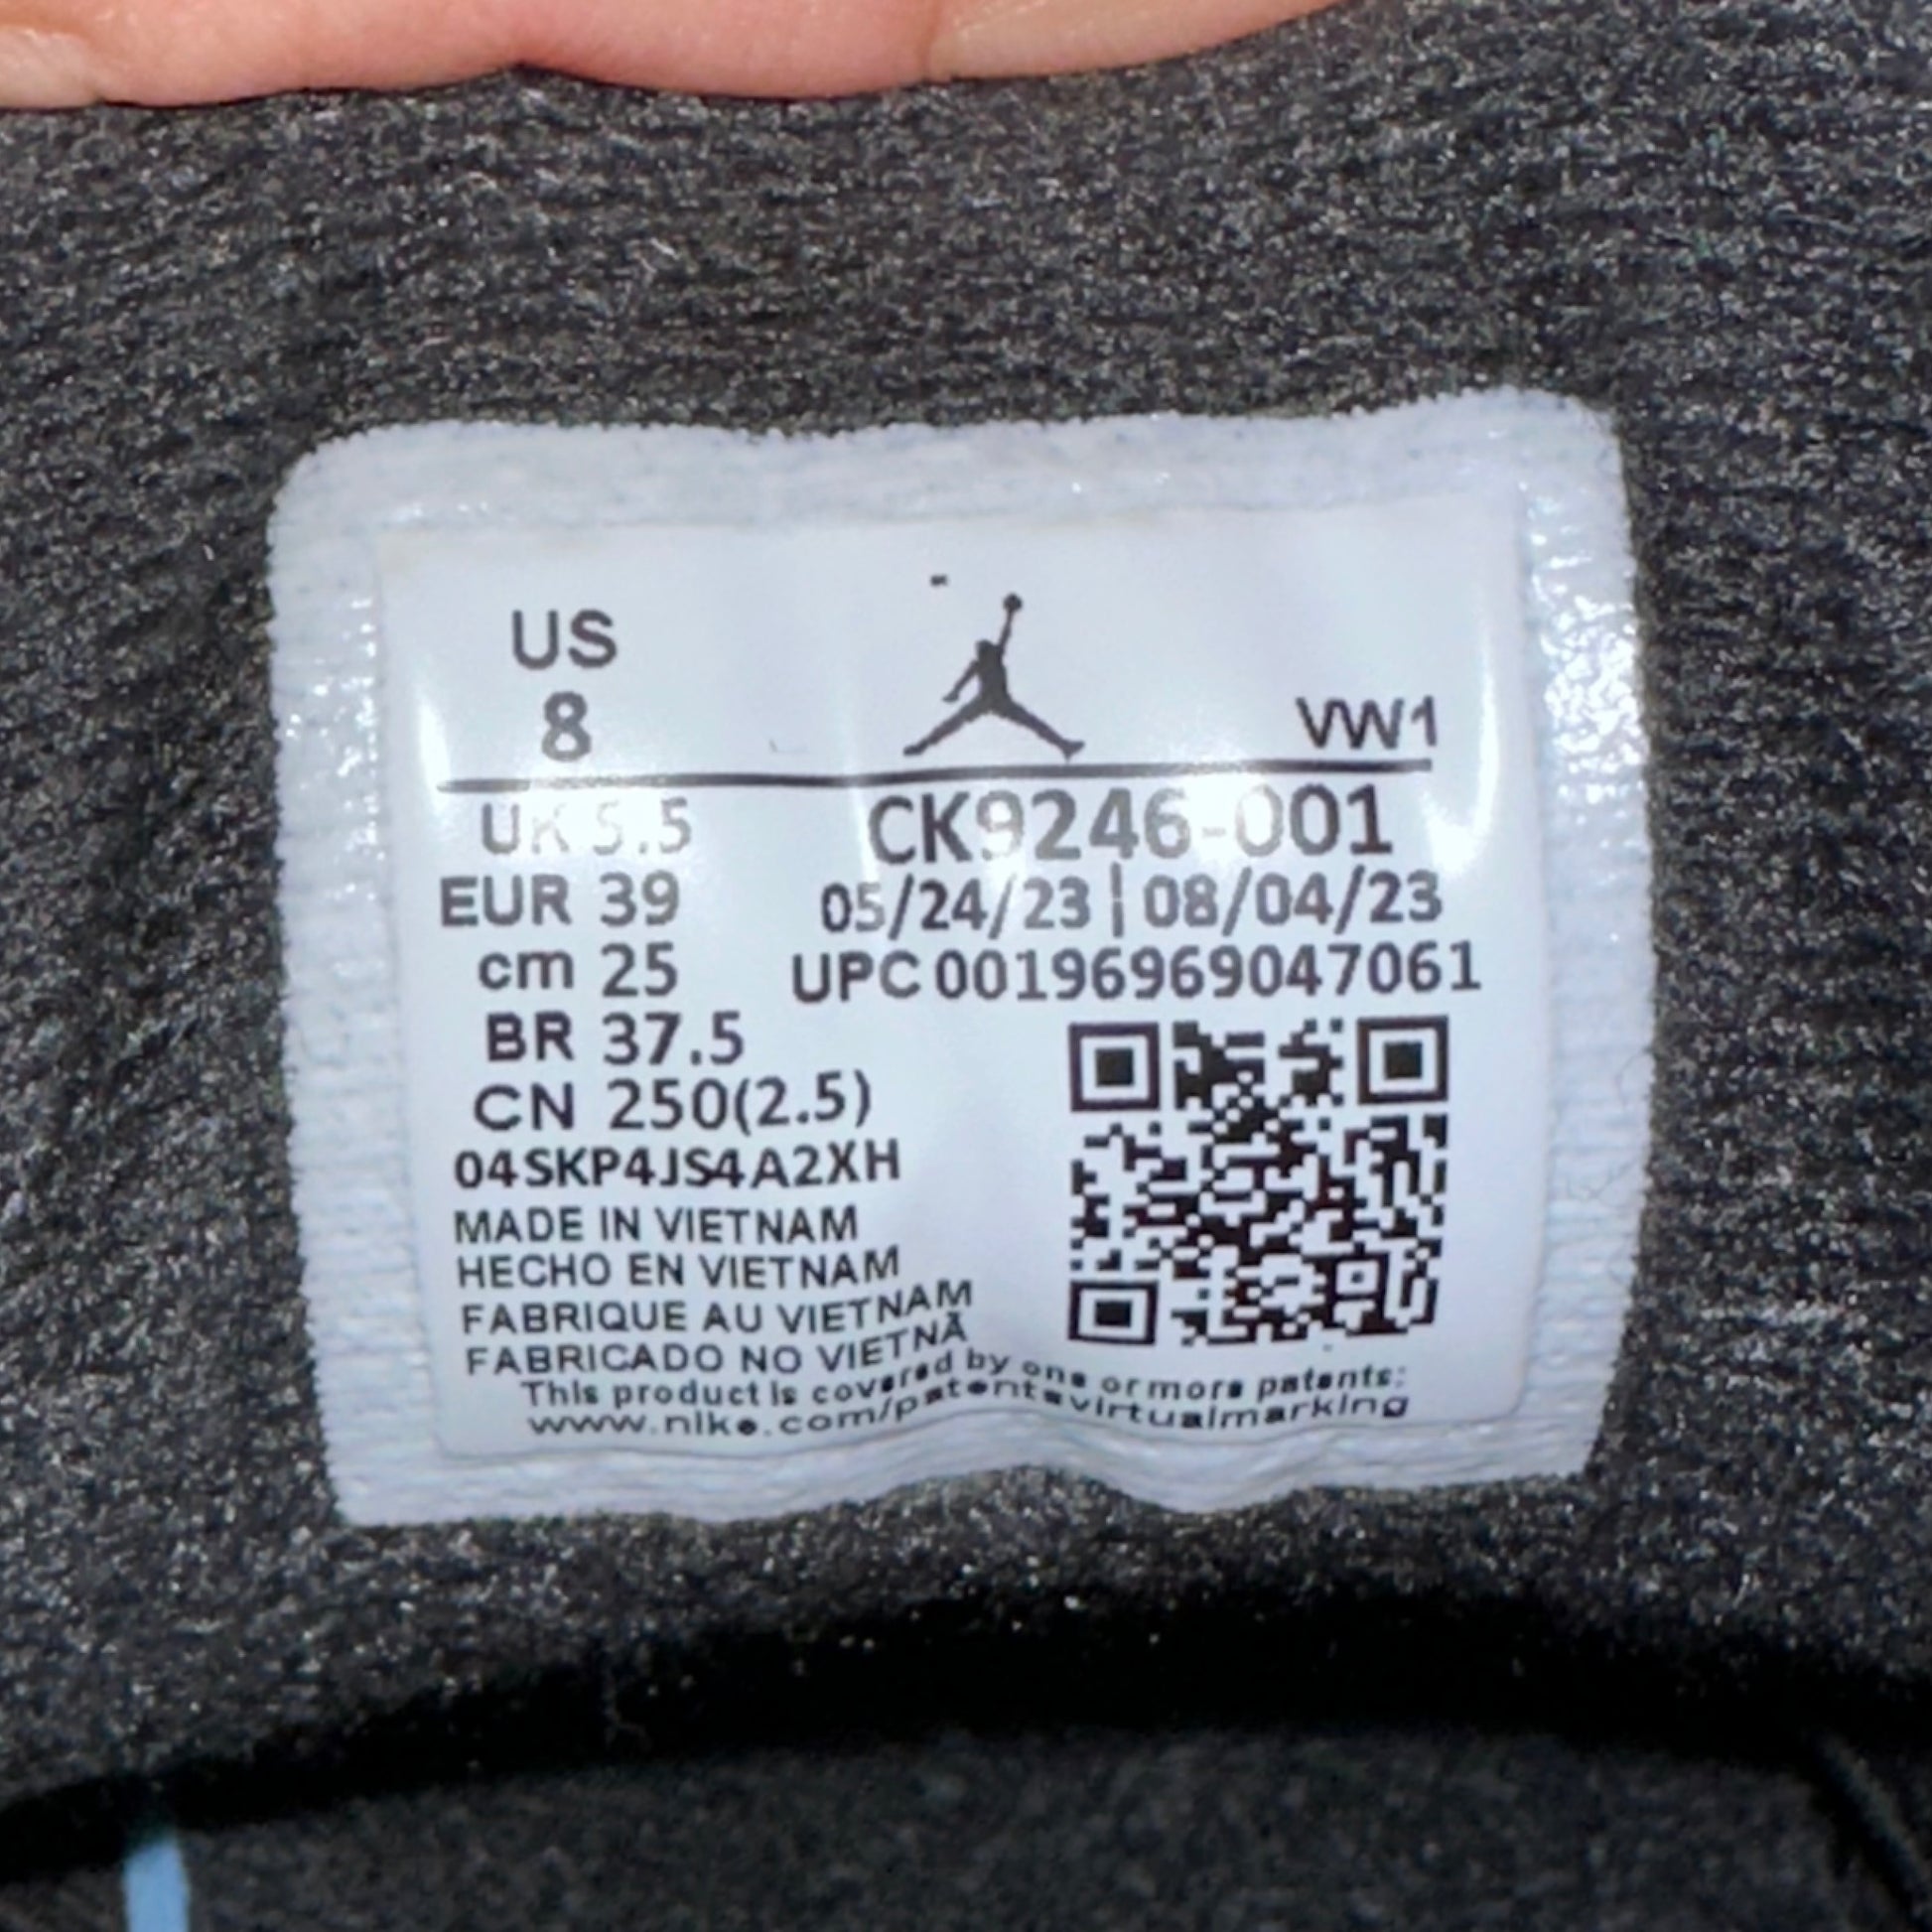 US
8
VW1
UK 5.5
CK9246-001
EUR 39
05/24/23 | 08/04/23
cm 25
UPC 00196969047061
BR 37.5
CN 250(2.5)
04SKP4JS4A2XH
MADE IN VIETNAM
HECHO EN VIETNAM
FABRIQUE AU VIETNAM
FABRICADO NO VIETNÃ
This product is covered by one or more patents:
www.nike.com/patentsvirtualmarking